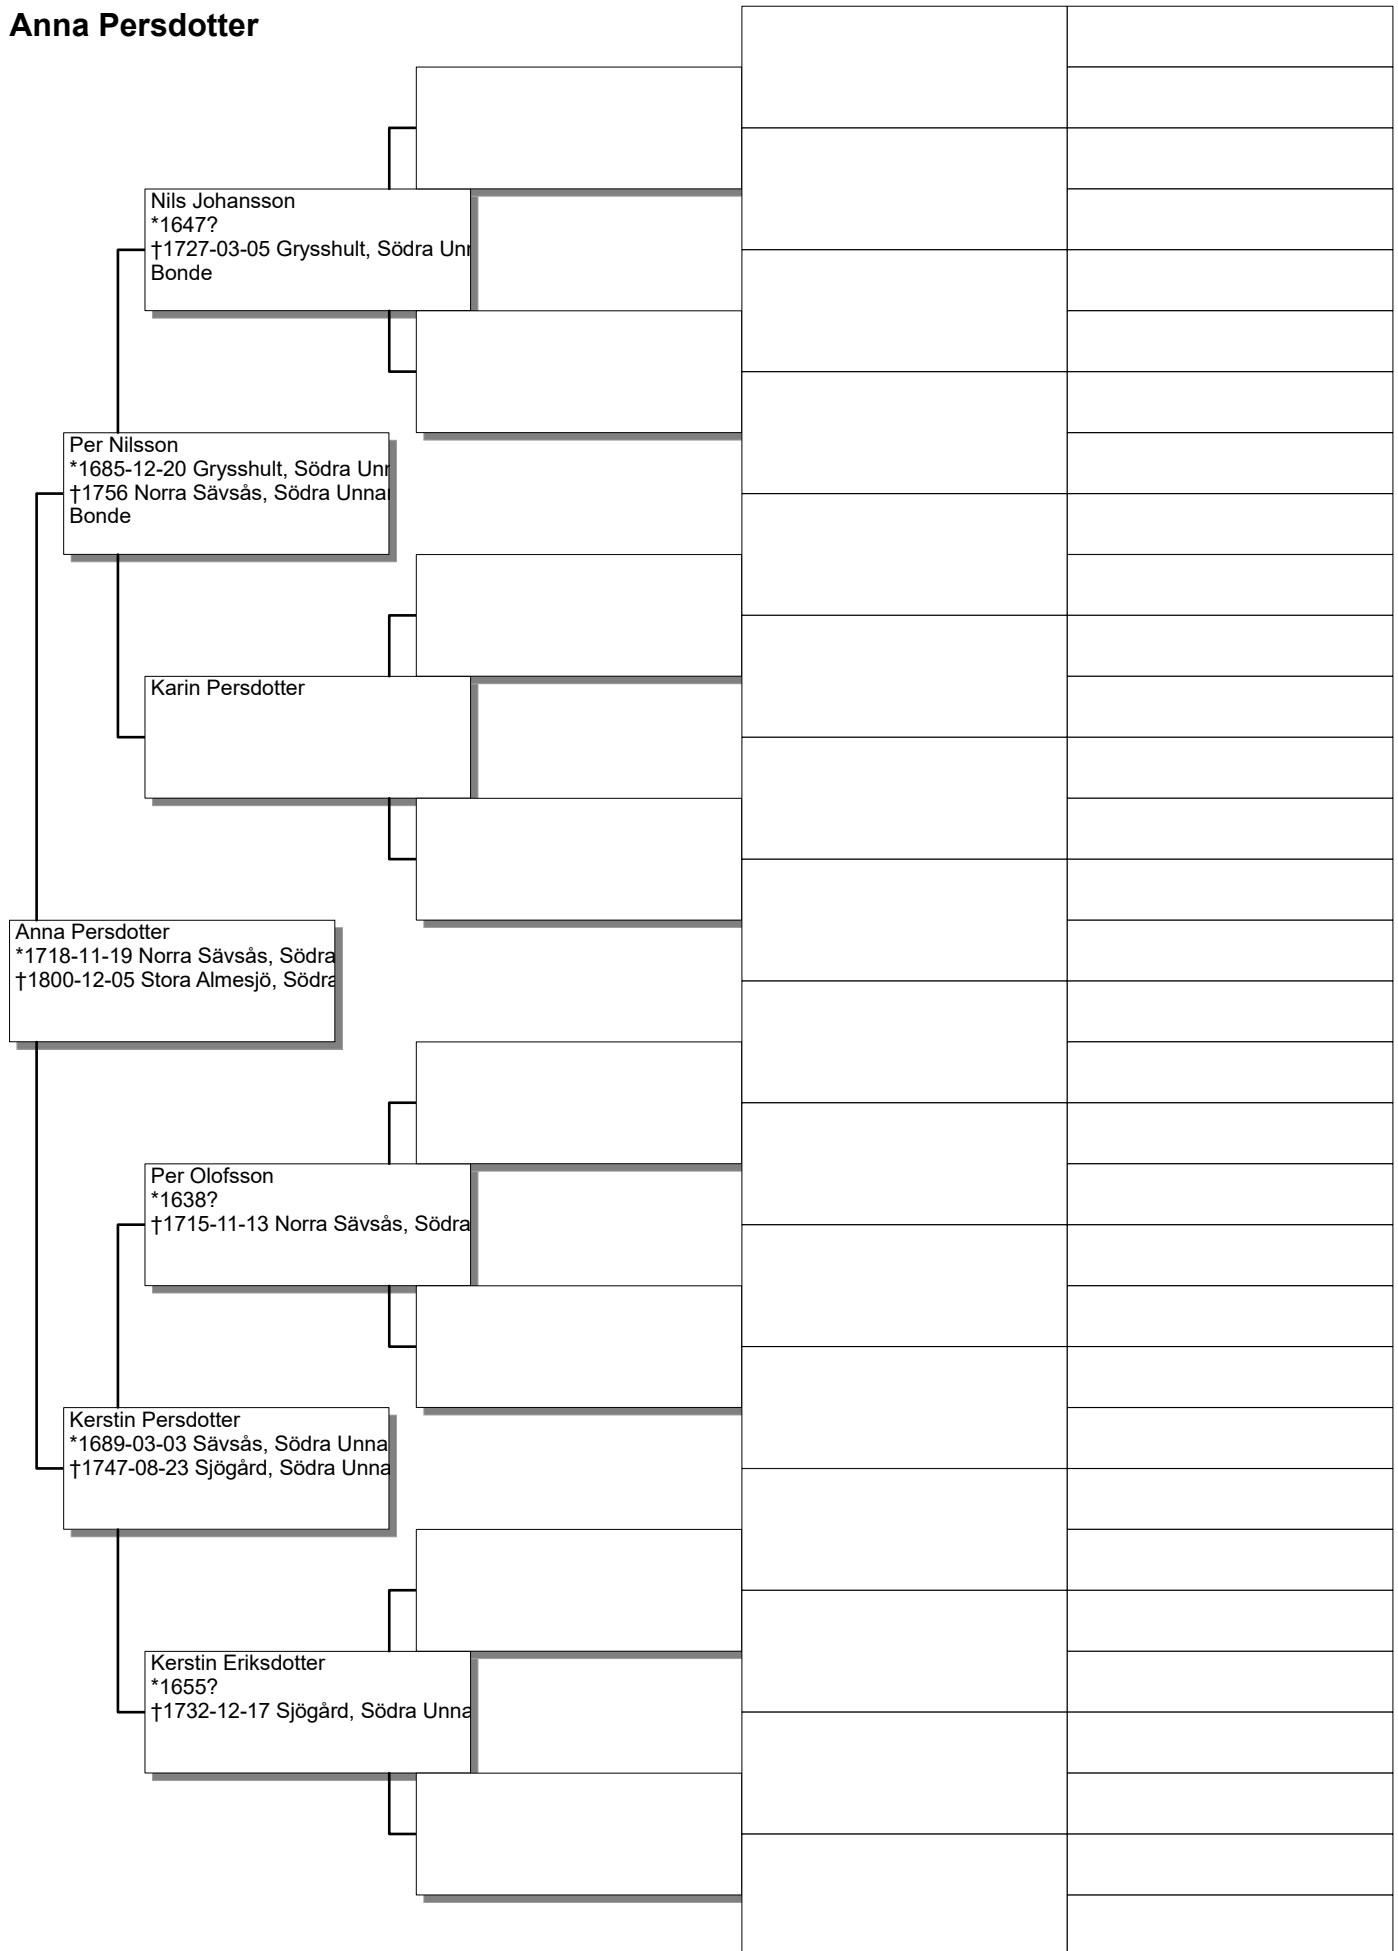 Anna Persdotter
Nils Johansson
*1647?
†1727-03-05 Grysshult, Södra
Bonde
Per Nilsson
*1685-12-20 Grysshult, Södra
†1756 Norra Sävsås, Södra Unna
Bonde
Karin Persdotter
Anna Persdotter
*1718-11-19 Norra Sävsås, Södra
†1800-12-05 Stora Almesjö, Södra
Per Olofsson
*1638?
†1715-11-13 Norra Sävsås, Södra
Kerstin Persdotter
*1689-03-03 Sävsås, Södra Unna
†1747-08-23 Sjögård, Södra Unna
Kerstin Eriksdotter
*1655?
†1732-12-17 Sjögård, Södra Unna